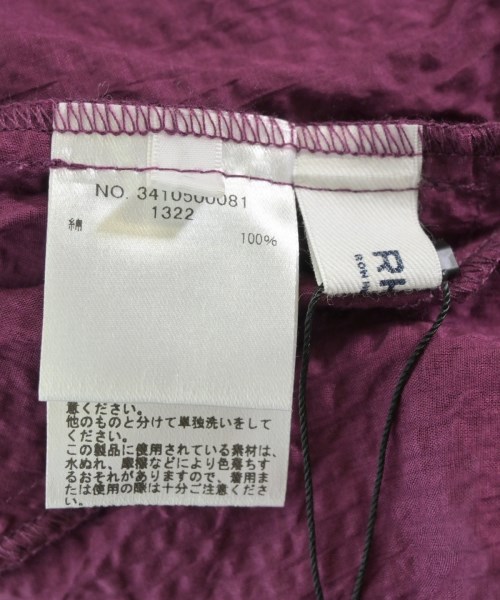 NO. 3410500081
1322
綿 100%
意ください。
他のものと分けて単独洗いをして
ください。
この製品に使用されている素材は、
水ぬれ、摩擦などにより色落ちす
るおそれがありますので、着用ま
たは使用の際は十分ご注意くださ
い。
RON